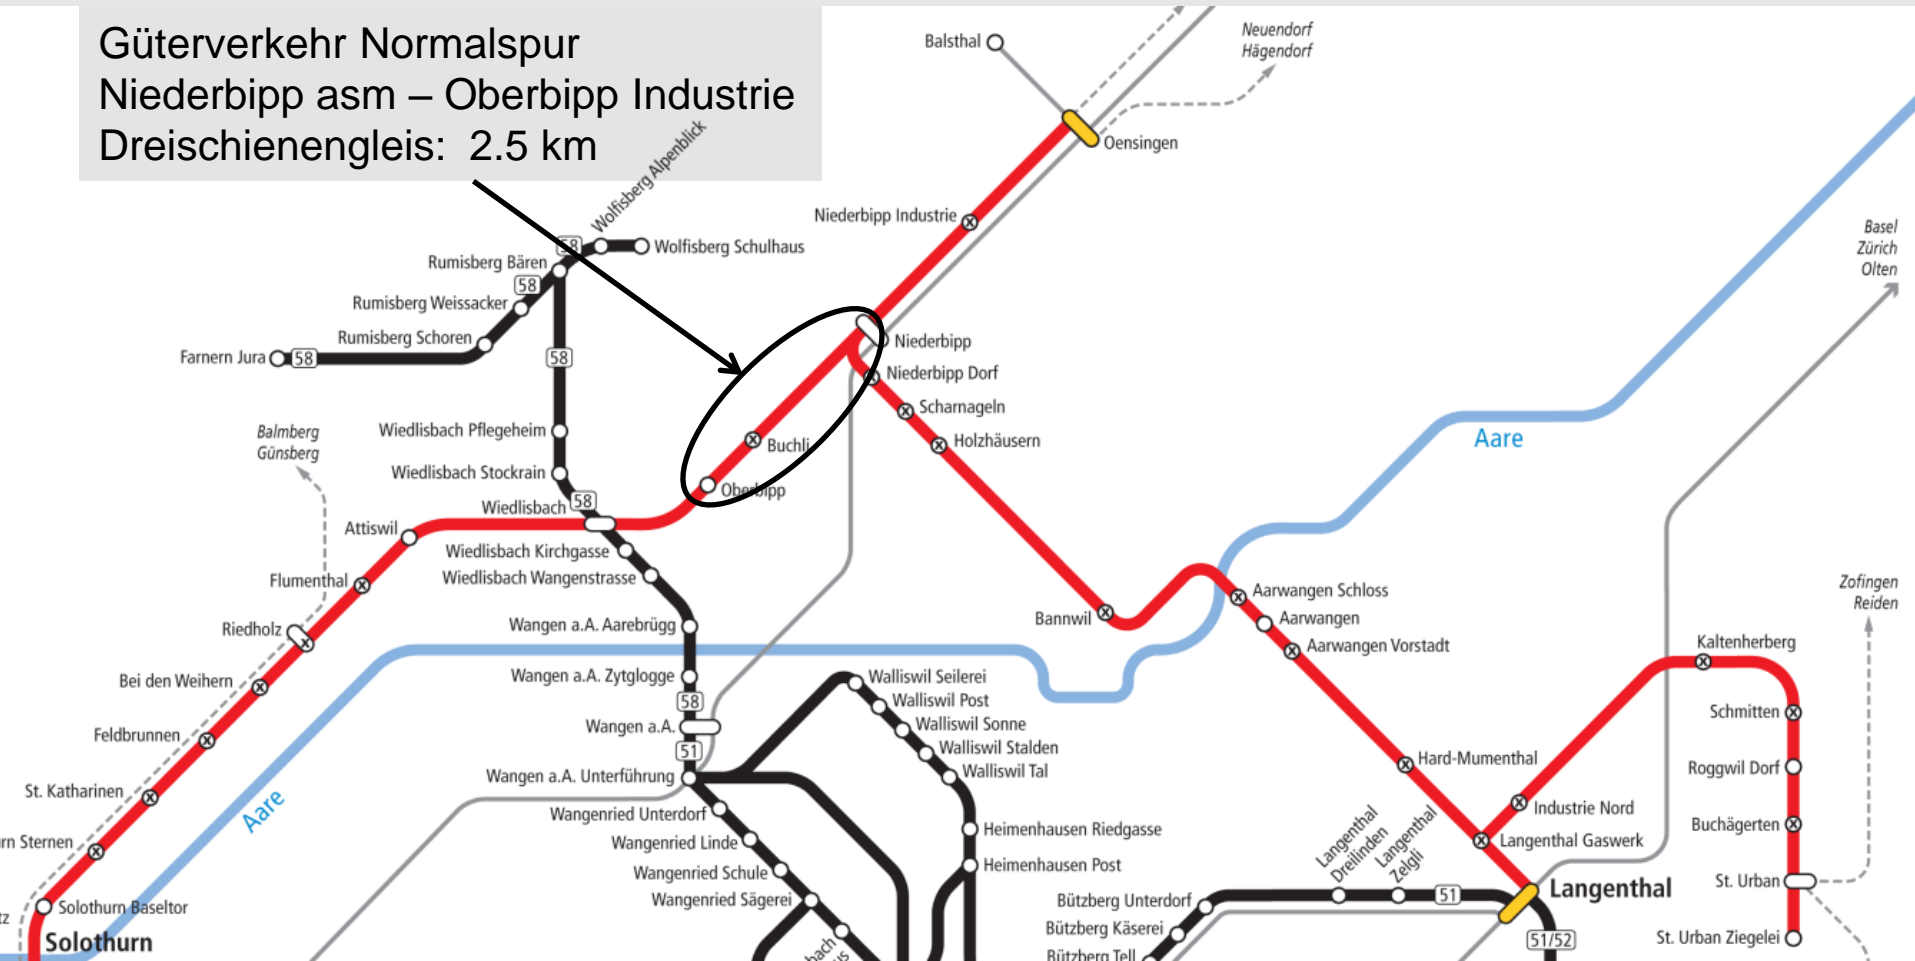 Güterverkehr Normalspur
Niederbipp asm – Oberbipp Industrie
Dreischienengleis: 2.5 km
Balsthal
Neuendorf
Hägendorf
Oensingen
Wolfisberg Alpenblick
Niederbipp Industrie
58
Wolfisberg Schulhaus
Rumisberg Bären
58
Rumisberg Weissacker
Rumisberg Schoren
Farnern Jura
58
58
Basel
Zürich
Olten
Niederbipp
Niederbipp Dorf
Scharnageln
Holzhäusern
Buchli
Oberbipp
Aare
Balmberg
Günsberg
Wiedlisbach Pflegeheim
Wiedlisbach Stockrain
58
Wiedlisbach
Attiswil
Wiedlisbach Kirchgasse
Wiedlisbach Wangenstrasse
Flumenthal
Riedholz
Wangen a.A. Aarebrügg
Bei den Weihern
Wangen a.A. Zytglogge
58
Feldbrunnen
Wangen a.A.
51
Wangen a.A. Unterführung
St. Katharinen
Aare
rn Sternen
Solothurn Baseltor
tz
Solothurn
Bannwil
Aarwangen Schloss
Aarwangen
Aarwangen Vorstadt
Zofingen
Reiden
Kaltenherberg
Schmitten
Roggwil Dorf
Buchägerten
St. Urban
St. Urban Ziegelei
Walliswil Seilerei
Walliswil Post
Walliswil Sonne
Walliswil Stalden
Walliswil Tal
Wangenried Unterdorf
Wangenried Linde
Wangenried Schule
Wangenried Sägerei
bach
us
Heimenhausen Riedgasse
Heimenhausen Post
Hard-Mumenthal
Industrie Nord
Langenthal Gaswerk
Langenthal
Dreilinden
Langenthal
Zelgli
51
Langenthal
51/52
Bützberg Unterdorf
Bützberg Käserei
Bützberg Tell